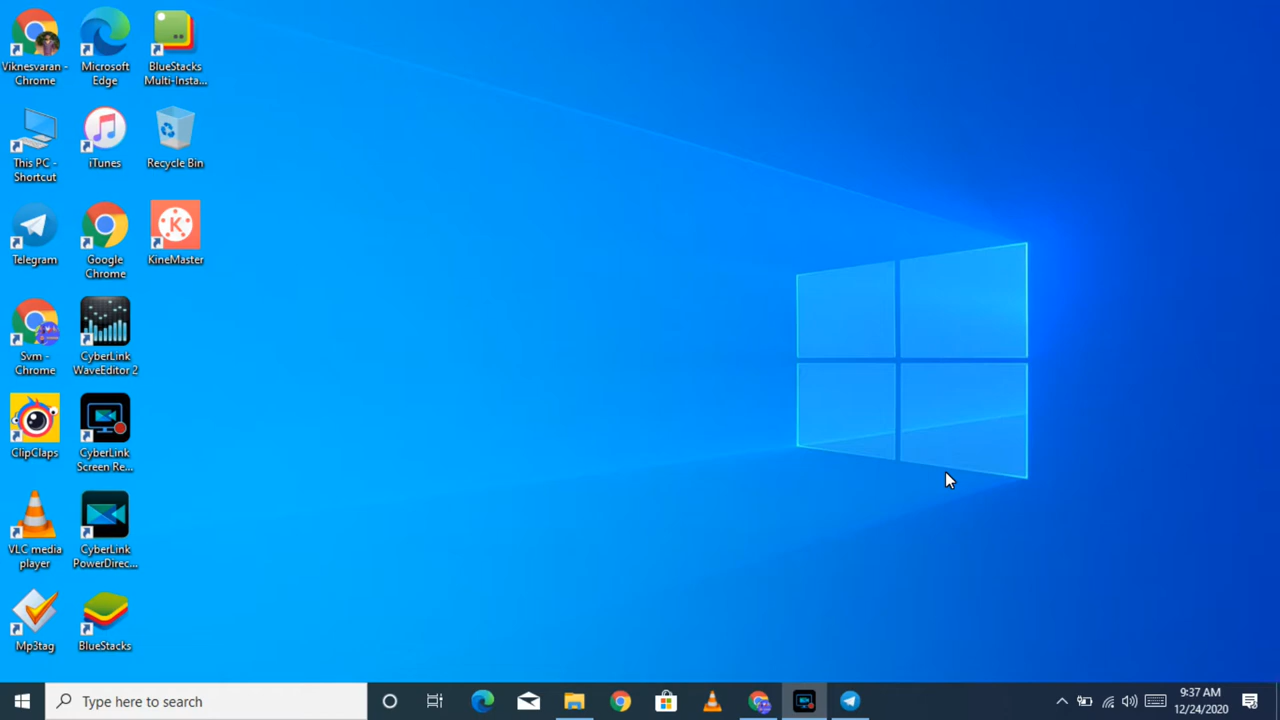 Viknesvaran -
Chrome
Microsoft
Edge
BlueStacks
Multi-Insta...
This PC -
Shortcut
iTunes
Recycle Bin
Telegram
Google
Chrome
K
KineMaster
Svm -
Chrome
CyberLink
WaveEditor 2
ClipClaps
CyberLink
Screen Re...
VLC media
player
CyberLink
PowerDirec...
Mp3tag
BlueStacks
Type here to search
9:37 AM
12/24/2020